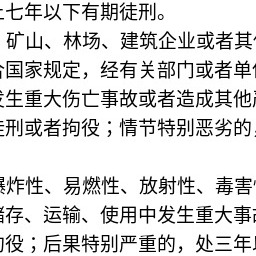 上七年以下有期徒刑。
、矿山、林场、建筑企业或者其
合国家规定，经有关部门或者单
发生重大伤亡事故或者造成其他
徒刑或者拘役；情节特别恶劣的，
爆炸性、易燃性、放射性、毒害
储存、运输、使用中发生重大事
拘役；后果特别严重的，处三年